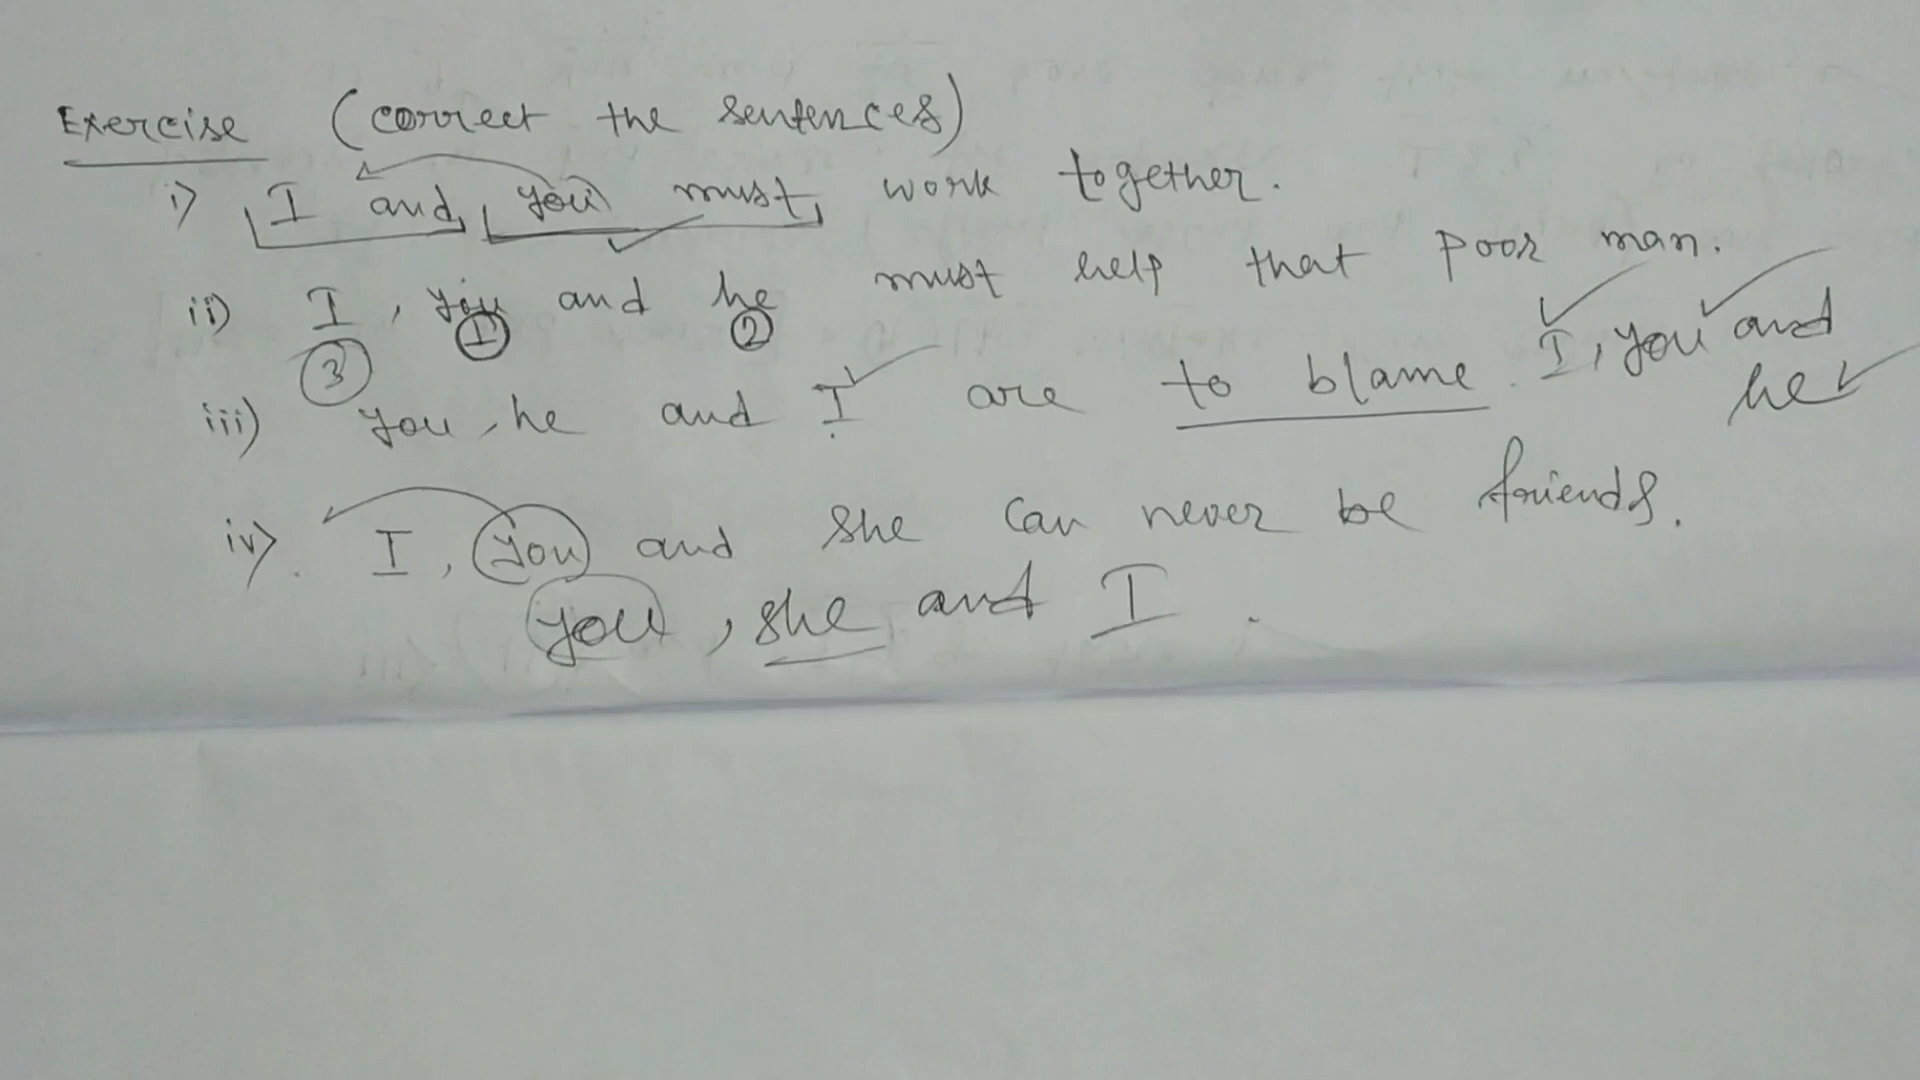 Exercise (correct the sentences)
i) I and you must work together.
ii) I, you and he must help that poor man.
1 2
3
iii) you, he and I are to blame. I, you and
he
iv). I, you and she can never be friends.
you, she and I.